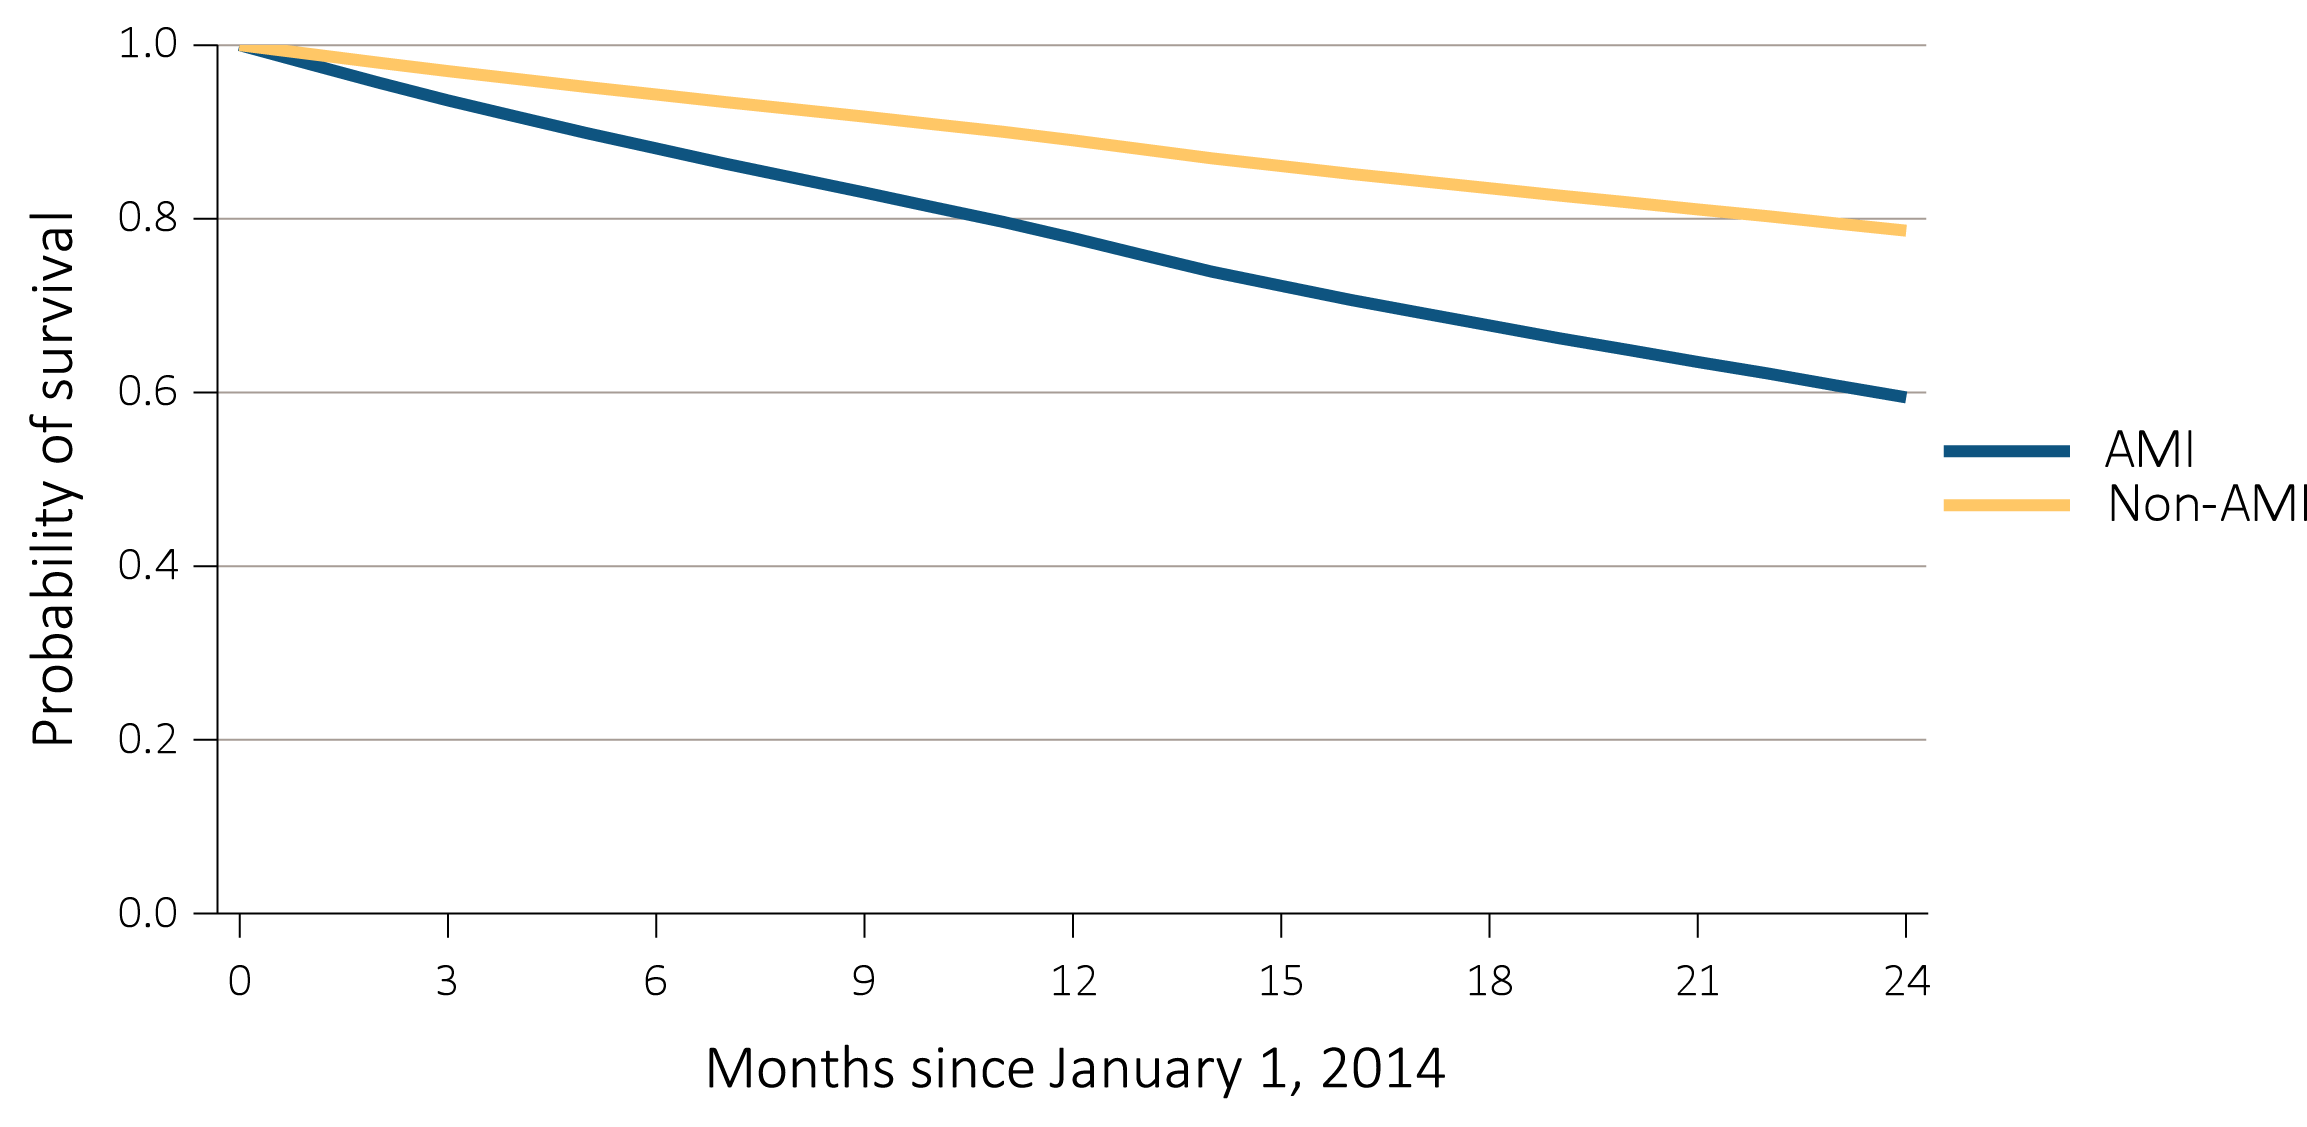 Probability of survival
1.0
0.8
0.6
0.4
0.2
0.0
0 3 6 9 12 15 18 21 24
Months since January 1, 2014
AMI
Non-AMI